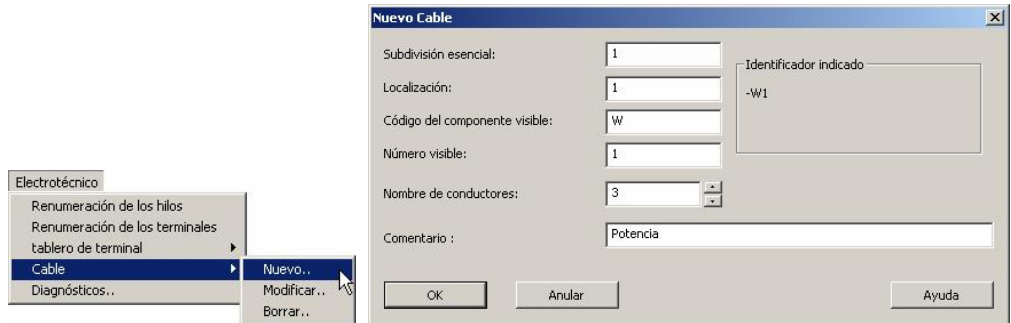 Electrotécnico
Renumeración de los hilos
Renumeración de los terminales
tablero de terminal
Cable
Diagnósticos..
Nuevo..
Modificar..
Borrar..
Nuevo Cable
Subdivisión esencial:
1
Localización:
1
Código del componente visible:
W
Número visible:
1
Nombre de conductores:
3
Comentario :
Potencia
Identificador indicado
-W1
OK
Anular
Ayuda